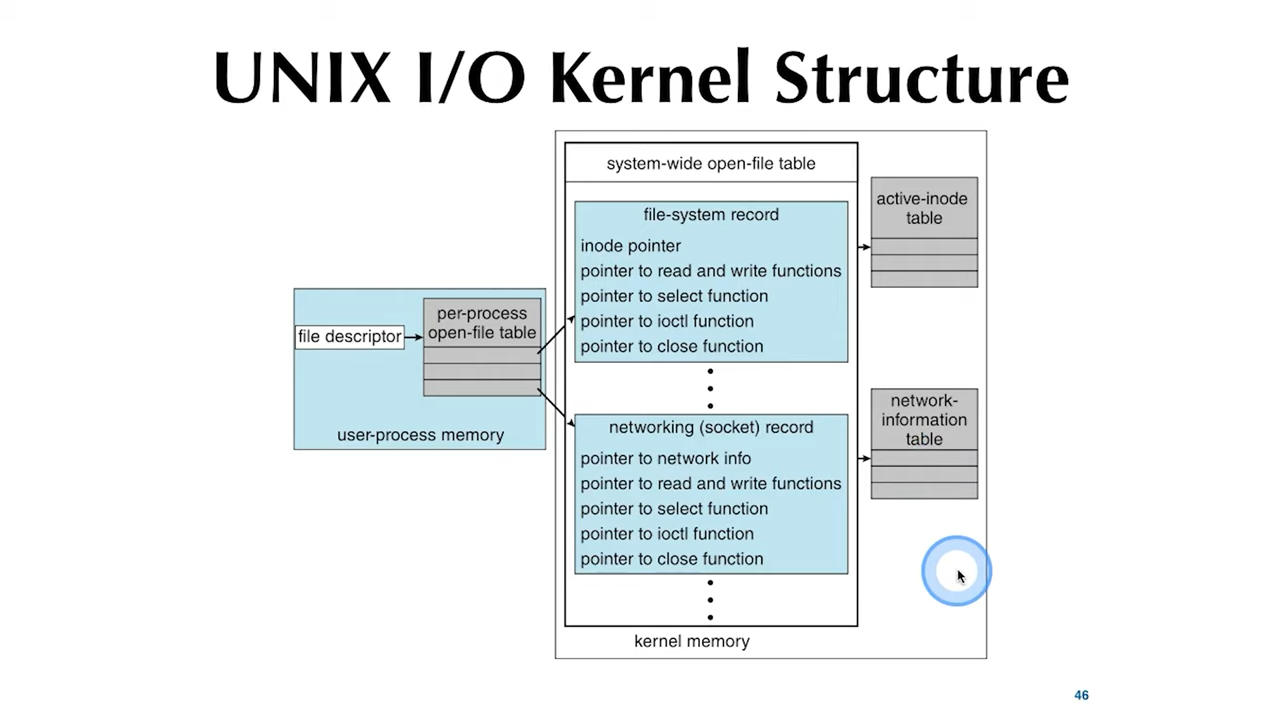 UNIX I/O Kernel Structure
system-wide open-file table
file-system record
inode pointer
pointer to read and write functions
pointer to select function
pointer to ioctl function
pointer to close function
active-inode
table
file descriptor
per-process
open-file table
user-process memory
networking (socket) record
pointer to network info
pointer to read and write functions
pointer to select function
pointer to ioctl function
pointer to close function
network-
information
table
kernel memory
46